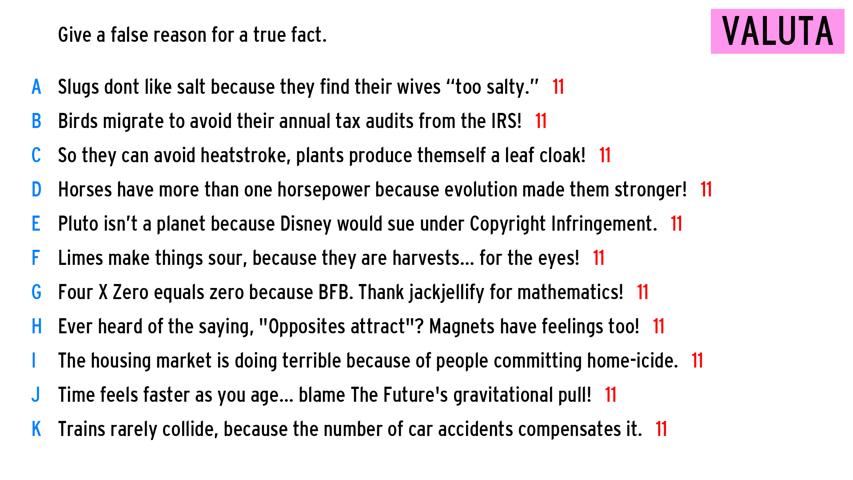 Give a false reason for a true fact.
VALUTA
A Slugs dont like salt because they find their wives “too salty.” 11
B Birds migrate to avoid their annual tax audits from the IRS! 11
C So they can avoid heatstroke, plants produce themself a leaf cloak! 11
D Horses have more than one horsepower because evolution made them stronger! 11
E Pluto isn’t a planet because Disney would sue under Copyright Infringement. 11
F Limes make things sour, because they are harvests... for the eyes! 11
G Four X Zero equals zero because BFB. Thank jackjellify for mathematics! 11
H Ever heard of the saying, "Opposites attract"? Magnets have feelings too! 11
I The housing market is doing terrible because of people committing home-icide. 11
J Time feels faster as you age... blame The Future's gravitational pull! 11
K Trains rarely collide, because the number of car accidents compensates it. 11